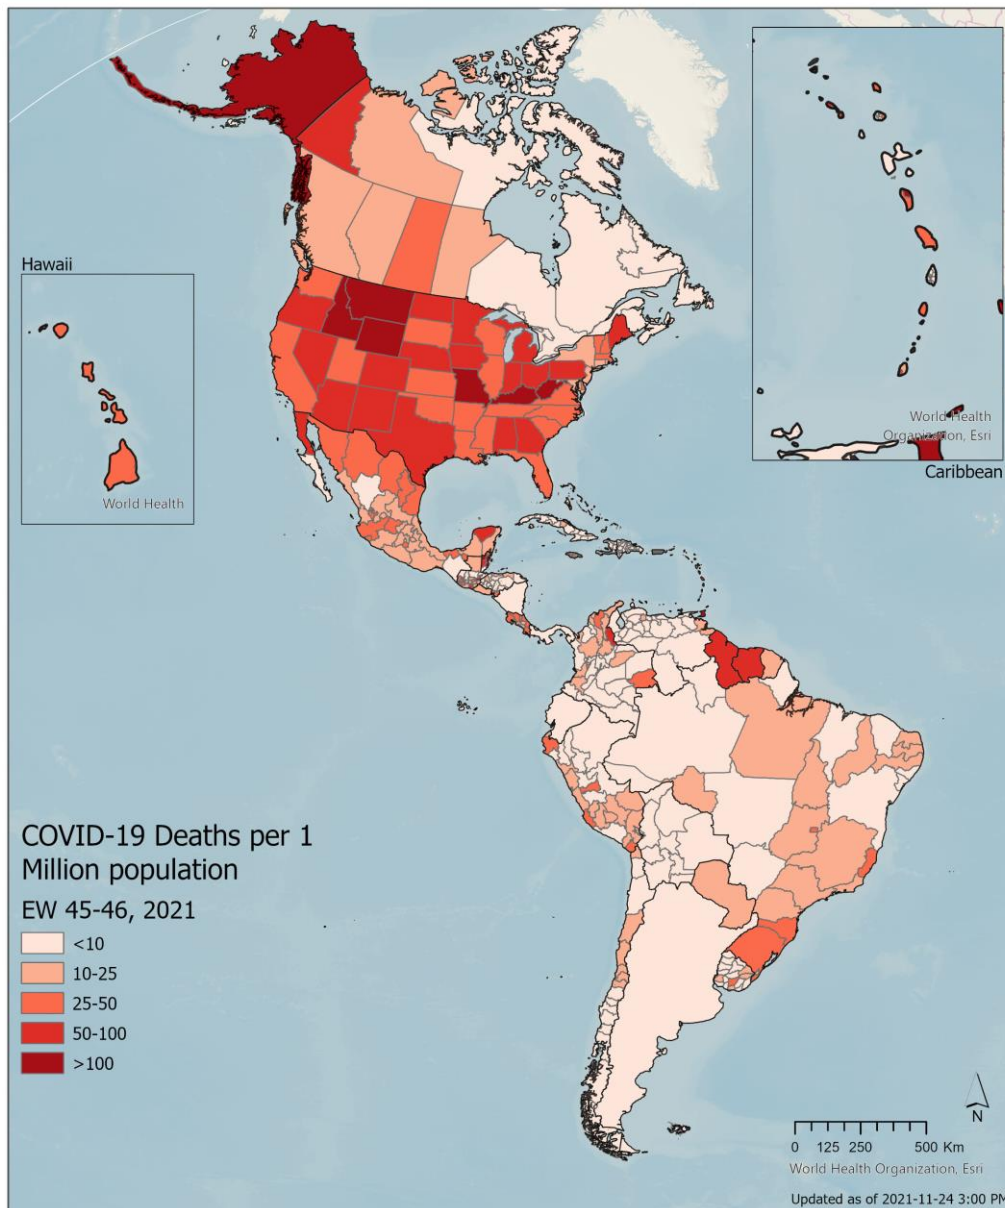 Hawaii
World Health
World Health
Organization, Esri
Caribbean
COVID-19 Deaths per 1
Million population
EW 45-46, 2021
<10
10-25
25-50
50-100
>100
N
0 125 250 500 Km
World Health Organization, Esri
Updated as of 2021-11-24 3:00 PM